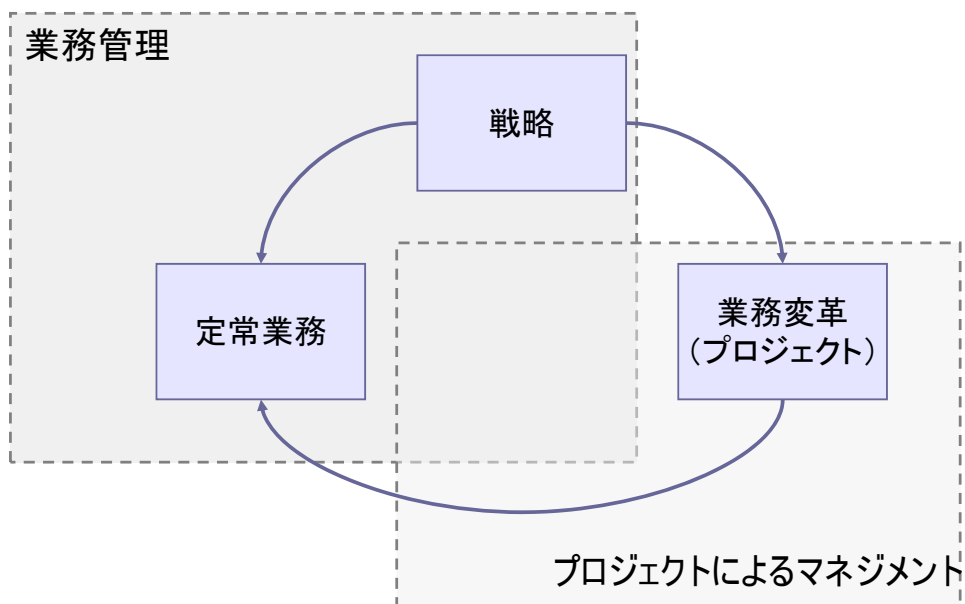 業務管理
戦略
定常業務
業務変革
（プロジェクト）
プロジェクトによるマネジメント